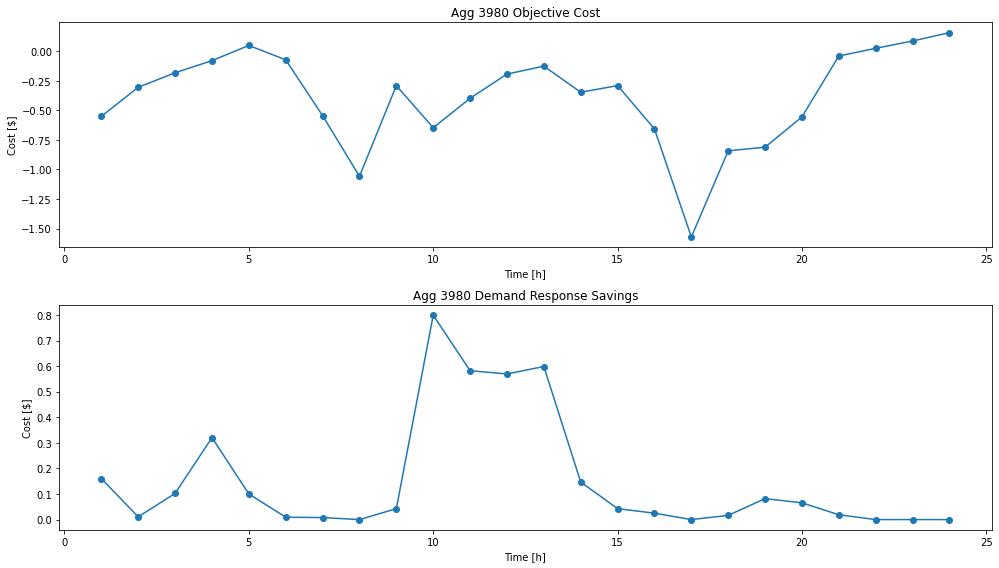 Agg 3980 Objective Cost
0.00
−0.25
−0.50
−0.75
−1.00
−1.25
−1.50
Cost [$]
0 5 10 15 20 25
Time [h]
Agg 3980 Demand Response Savings
0.8
0.7
0.6
0.5
0.4
0.3
0.2
0.1
0.0
Cost [$]
0 5 10 15 20 25
Time [h]